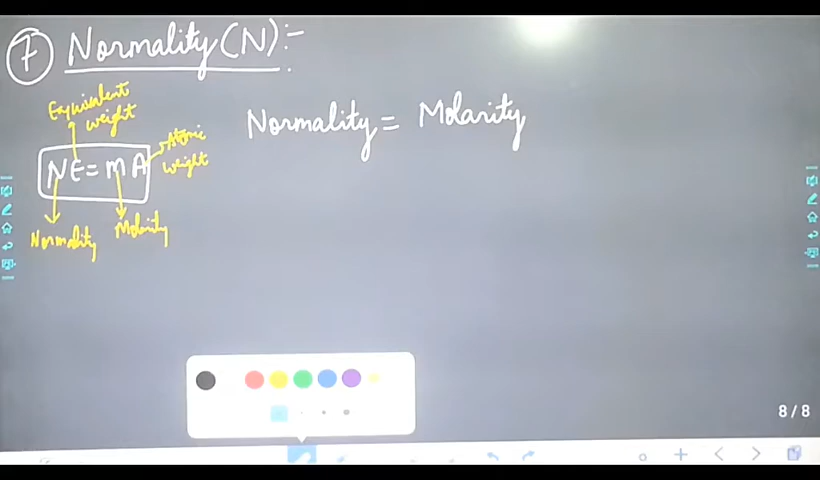 7 Normality (N):-
Equivalent
weight
Normality = Molarity
Atomic
weight
NE = MA
Normality
Molarity
8/8